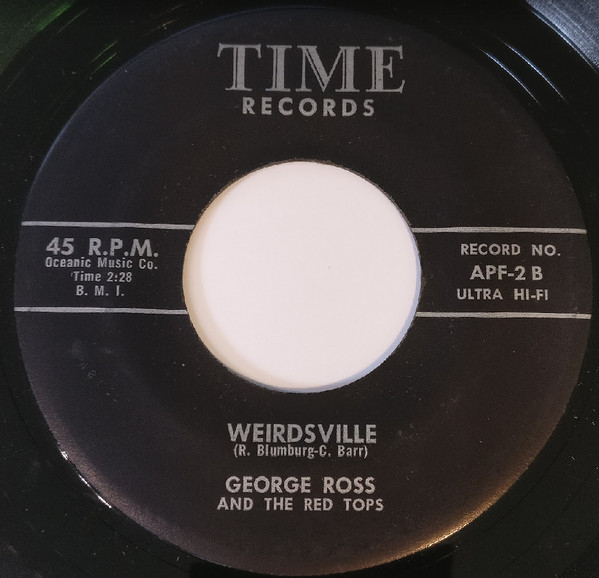 TIME
RECORDS
45 R.P.M.
Oceanic Music Co.
Time 2:28
B. M. I.
RECORD NO.
APF-2 B
ULTRA HI-FI
WEIRDSVILLE
(R. Blumburg-C. Barr)
GEORGE ROSS
AND THE RED TOPS